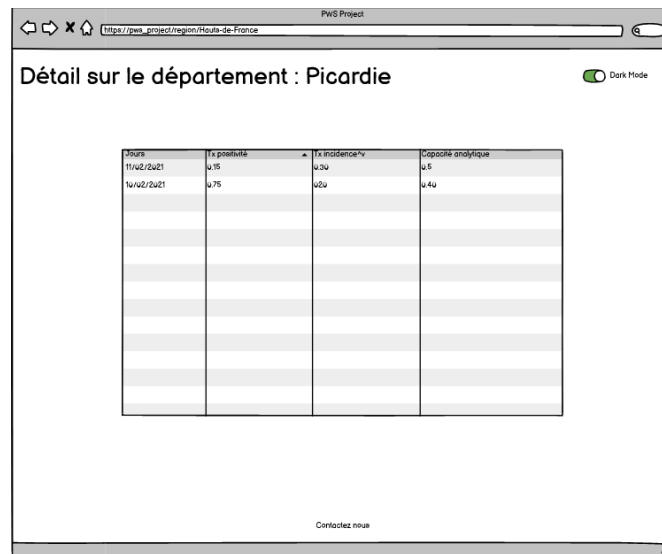 PWS Project
https://pwa_project/region/Hauta-de-France
Détail sur le département : Picardie
Dark Mode
Jours Tx positivité Tx incidence^v Capacité analytique
11/02/2021 0.15 0.30 0.5
10/02/2021 0.75 020 0.40
Contactez nous